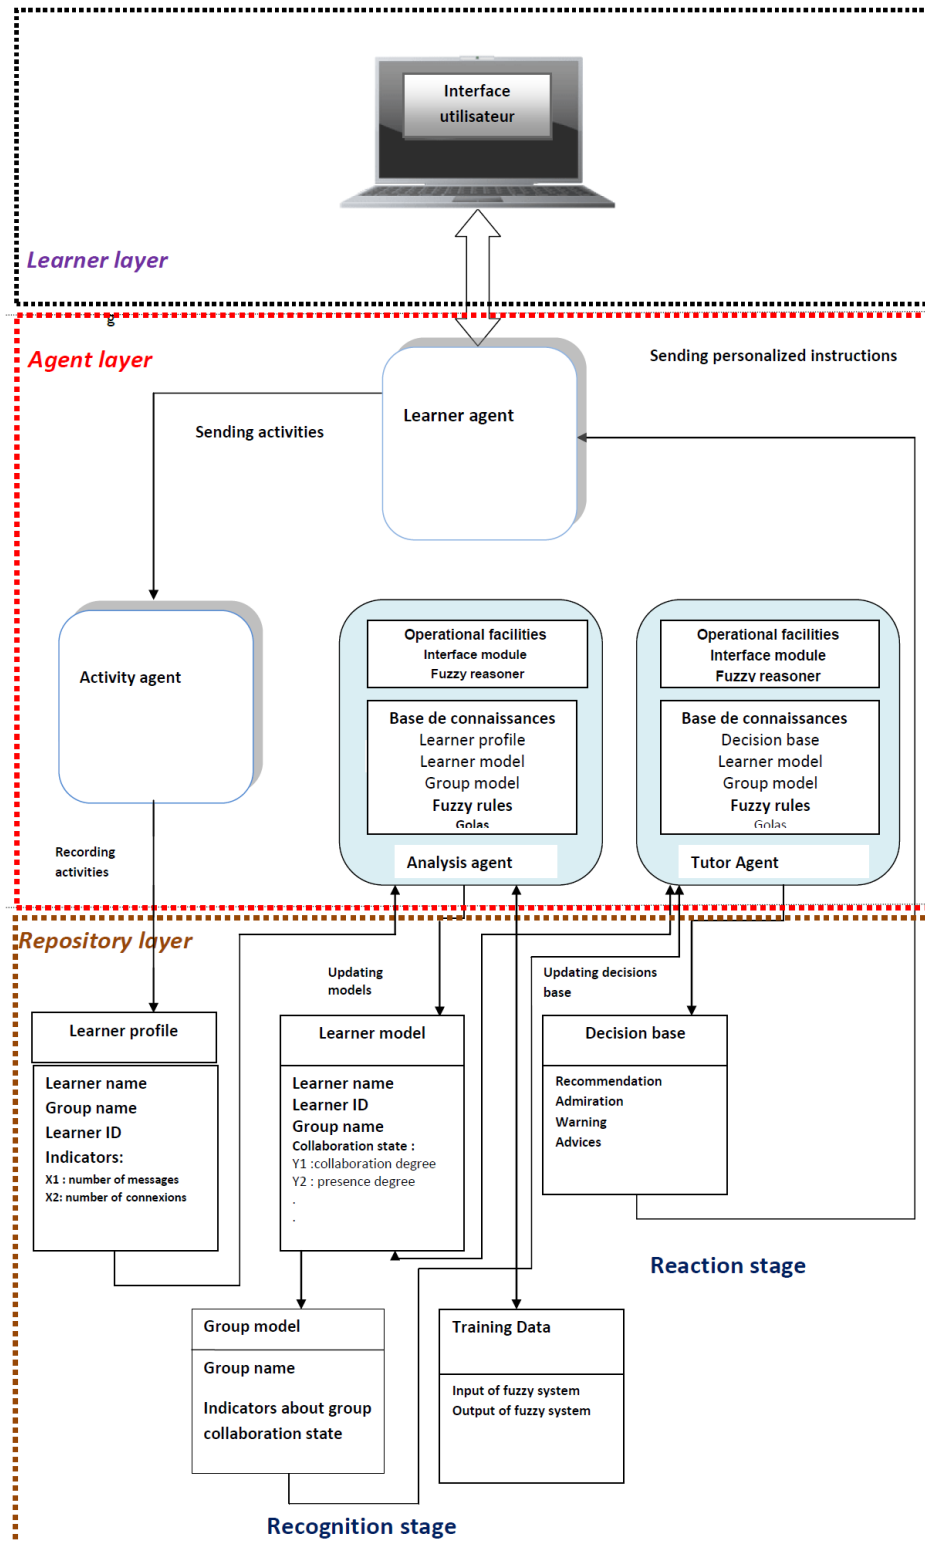 Interface
utilisateur
Learner layer
Agent layer
Sending personalized instructions
Learner agent
Sending activities
Activity agent
Operational facilities
Interface module
Fuzzy reasoner
Base de connaissances
Learner profile
Learner model
Group model
Fuzzy rules
Golas
Analysis agent
Operational facilities
Interface module
Fuzzy reasoner
Base de connaissances
Decision base
Learner model
Group model
Fuzzy rules
Golas
Tutor Agent
Recording
activities
Repository layer
Updating
models
Updating decisions
base
Learner profile
Learner name
Group name
Learner ID
Indicators:
X1 : number of messages
X2: number of connexions
Learner model
Learner name
Learner ID
Group name
Collaboration state :
Y1 :collaboration degree
Y2 : presence degree
.
.
Decision base
Recommendation
Admiration
Warning
Advices
Reaction stage
Group model
Group name
Indicators about group
collaboration state
Training Data
Input of fuzzy system
Output of fuzzy system
Recognition stage